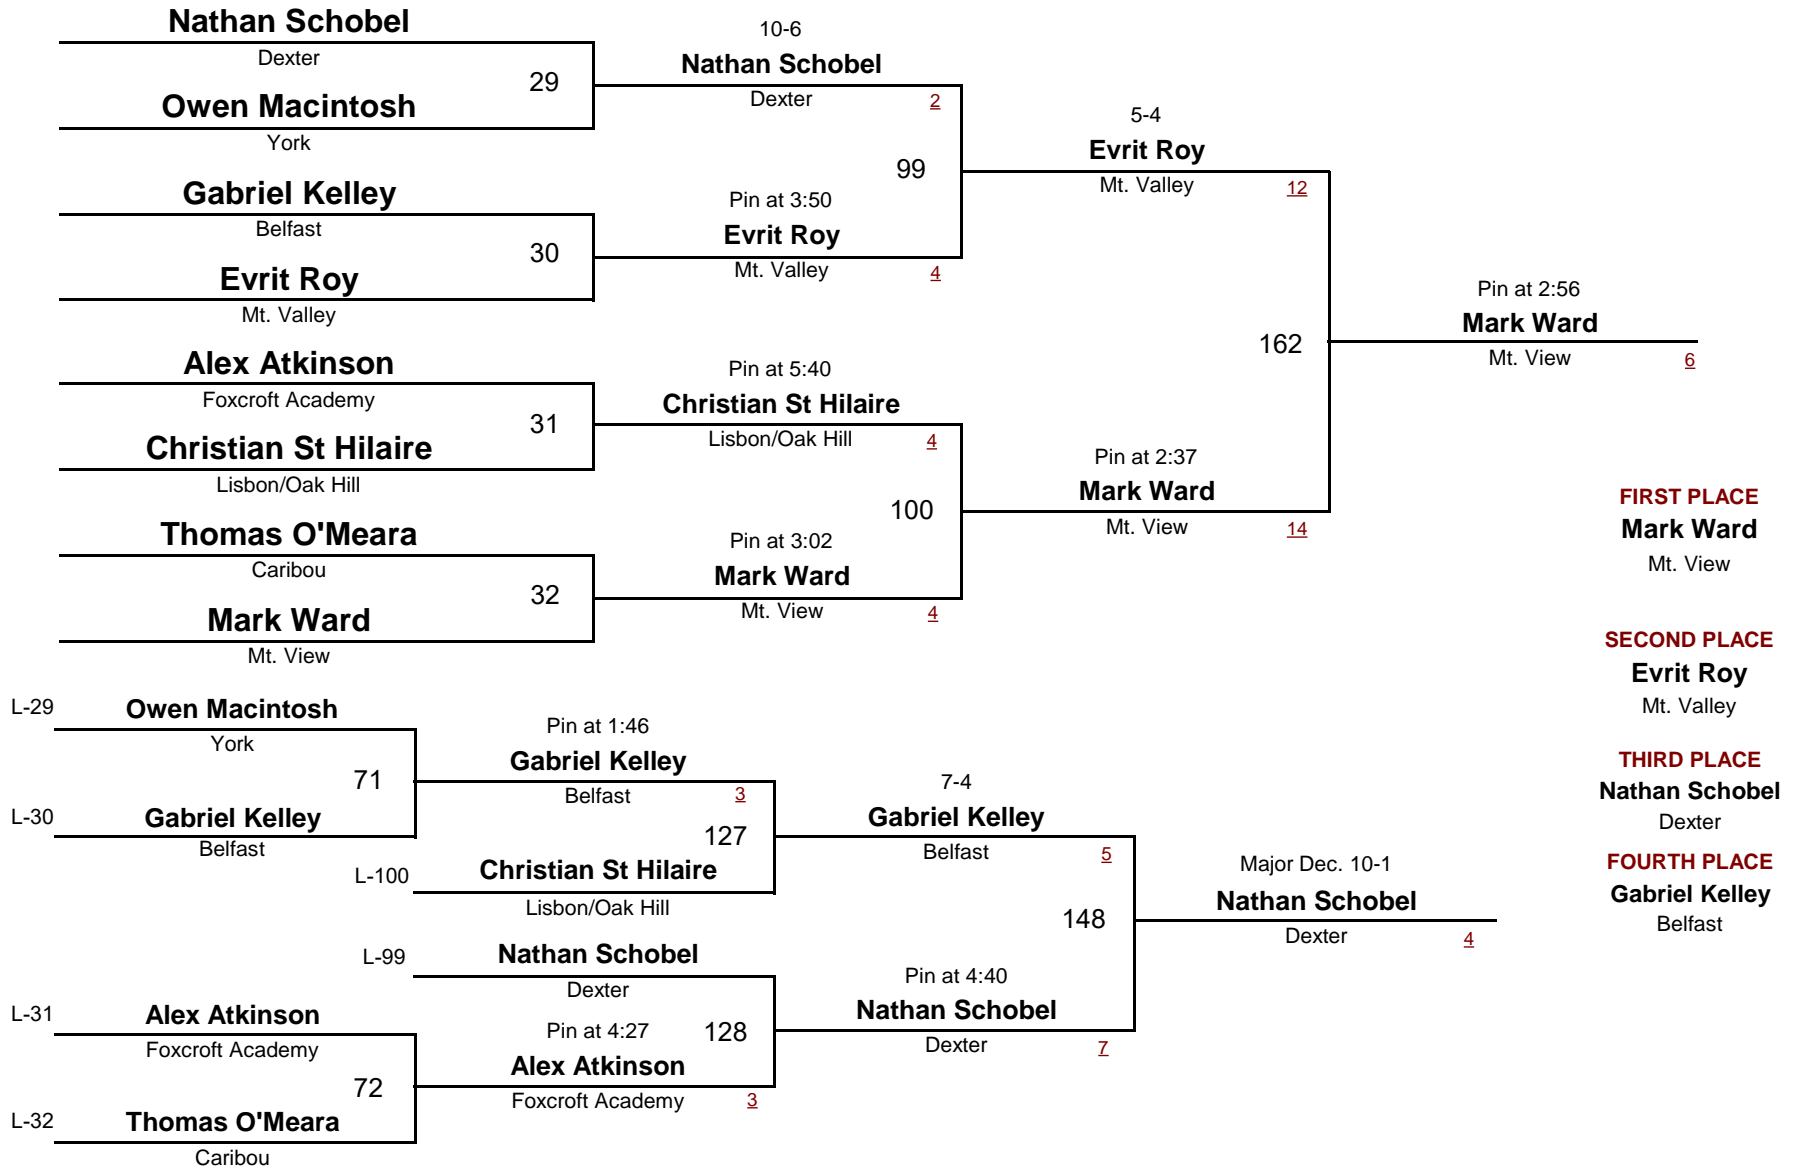 Nathan Schobel
Dexter
29
Owen Macintosh
York
10-6
Nathan Schobel
Dexter
2
Gabriel Kelley
Belfast
30
Evrit Roy
Mt. Valley
Pin at 3:50
Evrit Roy
Mt. Valley
4
99
5-4
Evrit Roy
Mt. Valley
12
Alex Atkinson
Foxcroft Academy
31
Christian St Hilaire
Lisbon/Oak Hill
Pin at 5:40
Christian St Hilaire
Lisbon/Oak Hill
4
Thomas O'Meara
Caribou
32
Mark Ward
Mt. View
Pin at 3:02
Mark Ward
Mt. View
4
100
Pin at 2:37
Mark Ward
Mt. View
14
162
Pin at 2:56
Mark Ward
Mt. View
6
FIRST PLACE
Mark Ward
Mt. View
SECOND PLACE
Evrit Roy
Mt. Valley
THIRD PLACE
Nathan Schobel
Dexter
FOURTH PLACE
Gabriel Kelley
Belfast
L-29
Owen Macintosh
York
71
L-30
Gabriel Kelley
Belfast
Pin at 1:46
Gabriel Kelley
Belfast
3
127
L-100
Christian St Hilaire
Lisbon/Oak Hill
7-4
Gabriel Kelley
Belfast
5
L-99
Nathan Schobel
Dexter
L-31
Alex Atkinson
Foxcroft Academy
72
L-32
Thomas O'Meara
Caribou
Pin at 4:27
128
Alex Atkinson
Foxcroft Academy
3
Pin at 4:40
Nathan Schobel
Dexter
7
148
Major Dec. 10-1
Nathan Schobel
Dexter
4